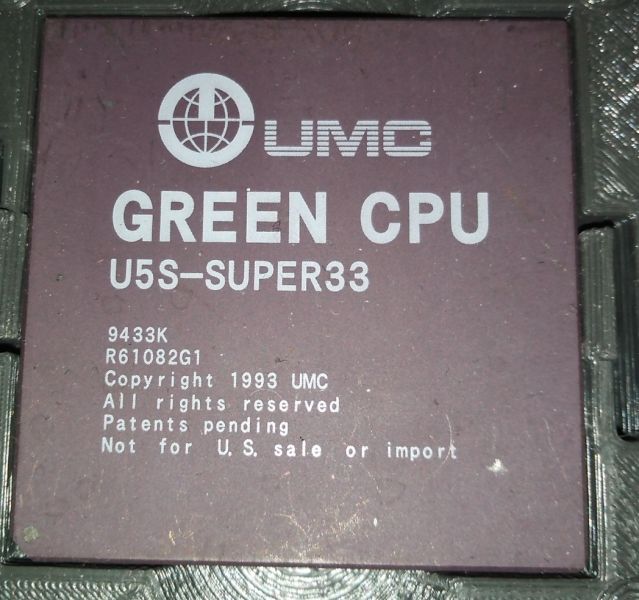 UMC
GREEN CPU
U5S-SUPER33
9433K
R61082G1
Copyright 1993 UMC
All rights reserved
Patents pending
Not for U.S. sale or import